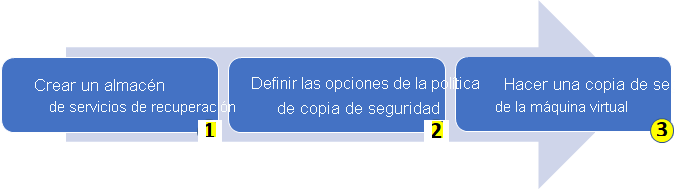 Crear un almacén
de servicios de recuperación
1
Definir las opciones de la política
de copia de seguridad
2
Hacer una copia de se
de la máquina virtual
3